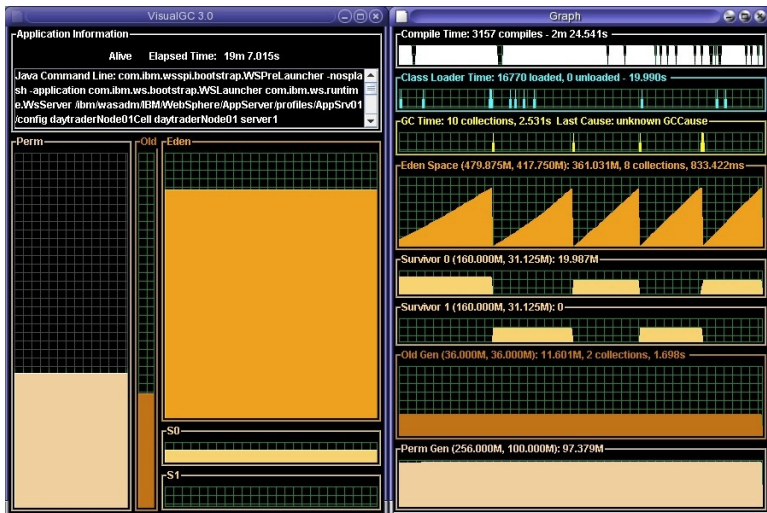 VisualGC 3.0
Application Information
Alive Elapsed Time: 19m 7.015s
Java Command Line: com.ibm.wsspi.bootstrap.WSPreLauncher -nospla
sh -application com.ibm.ws.bootstrap.WSLauncher com.ibm.ws.runtim
e.WsServer /ibm/wasadm/IBM/WebSphere/AppServer/profiles/AppSrv01
/config daytraderNode01Cell daytraderNode01 server1
Perm
Old
Eden
S0
S1
Graph
Compile Time: 3157 compiles - 2m 24.541s
Class Loader Time: 16770 loaded, 0 unloaded - 19.990s
GC Time: 10 collections, 2.531s Last Cause: unknown GCCause
Eden Space (479.875M, 417.750M): 361.031M, 8 collections, 833.422ms
Survivor 0 (160.000M, 31.125M): 19.987M
Survivor 1 (160.000M, 31.125M): 0
Old Gen (36.000M, 36.000M): 11.601M, 2 collections, 1.698s
Perm Gen (256.000M, 100.000M): 97.379M